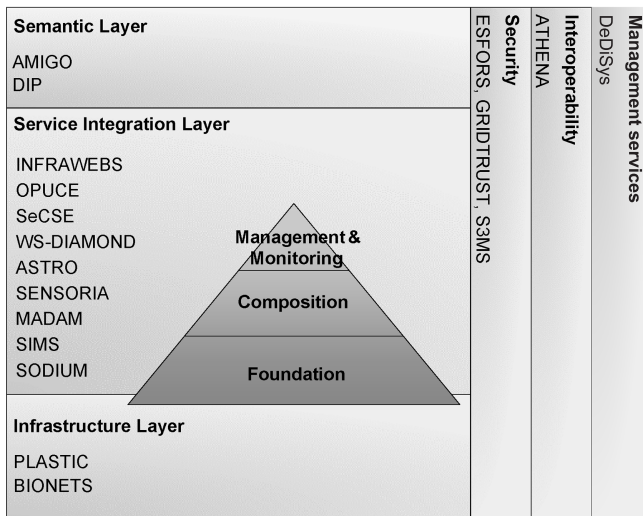 Semantic Layer
AMIGO
DIP
Service Integration Layer
INFRAWEBS
OPUCE
SeCSE
WS-DIAMOND
ASTRO
SENSORIA
MADAM
SIMS
SODIUM
Management &
Monitoring
Composition
Foundation
Infrastructure Layer
PLASTIC
BIONETS
Security
ESFORS, GRIDTRUST, S3MS
Interoperability
ATHENA
Management services
DeDiSys